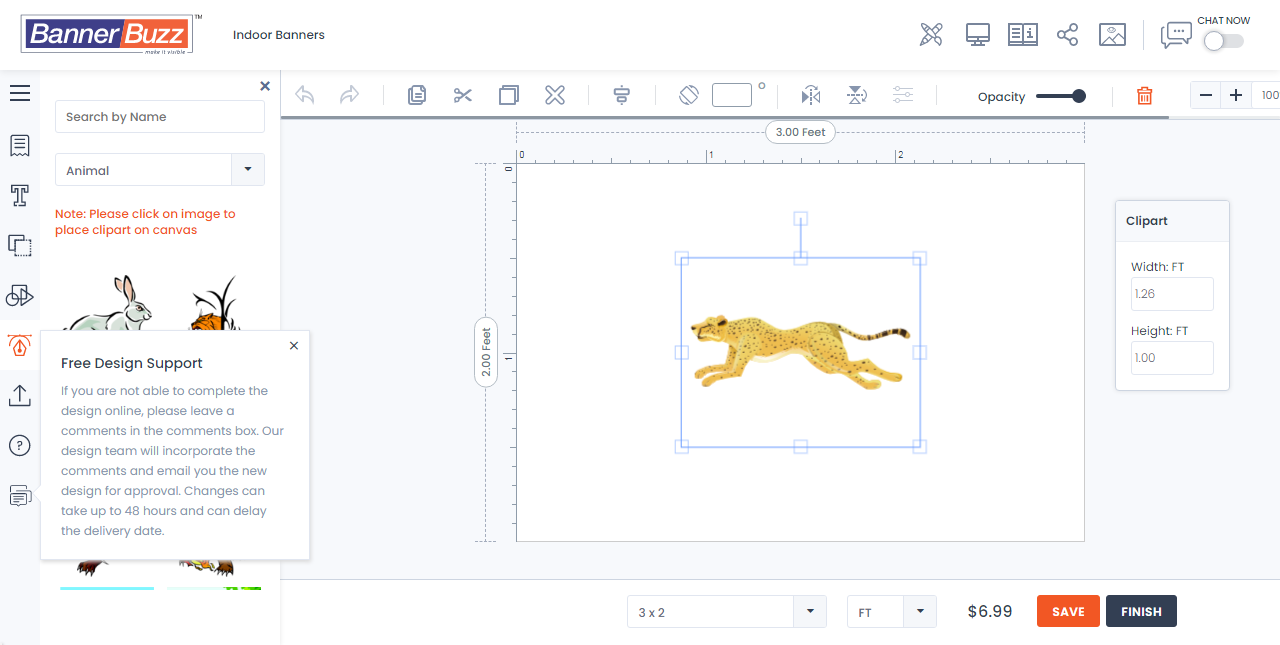 BannerBuzz™
make it visible
Indoor Banners
CHAT NOW
Search by Name
Animal
Note: Please click on image to
place clipart on canvas
Opacity
100
3.00 Feet
0
1
2
0
1
2.00 Feet
Clipart
Width: FT
1.26
Height: FT
1.00
Free Design Support
If you are not able to complete the
design online, please leave a
comments in the comments box. Our
design team will incorporate the
comments and email you the new
design for approval. Changes can
take up to 48 hours and can delay
the delivery date.
3 x 2
FT
$6.99
SAVE
FINISH